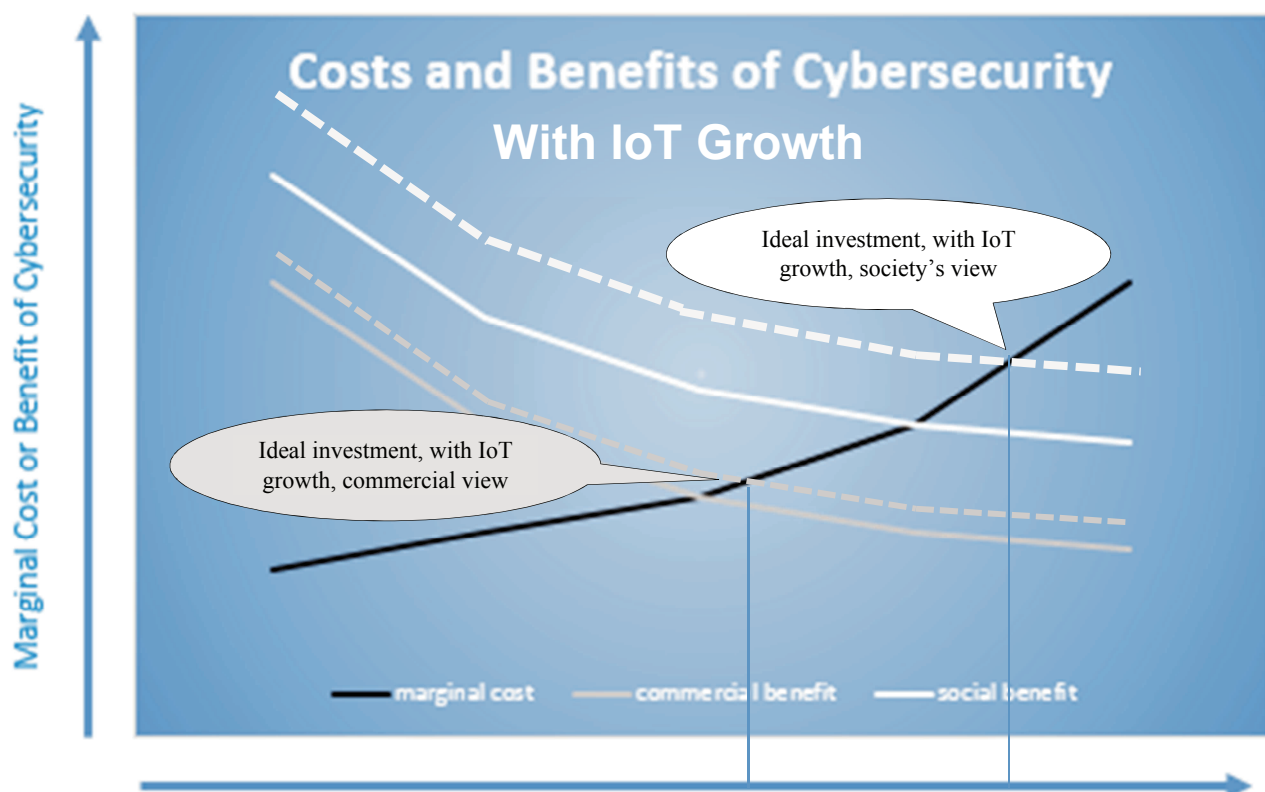 Costs and Benefits of Cybersecurity
With IoT Growth
Marginal Cost or Benefit of Cybersecurity
Ideal investment, with IoT
growth, society’s view
Ideal investment, with IoT
growth, commercial view
marginal cost
commercial benefit
social benefit